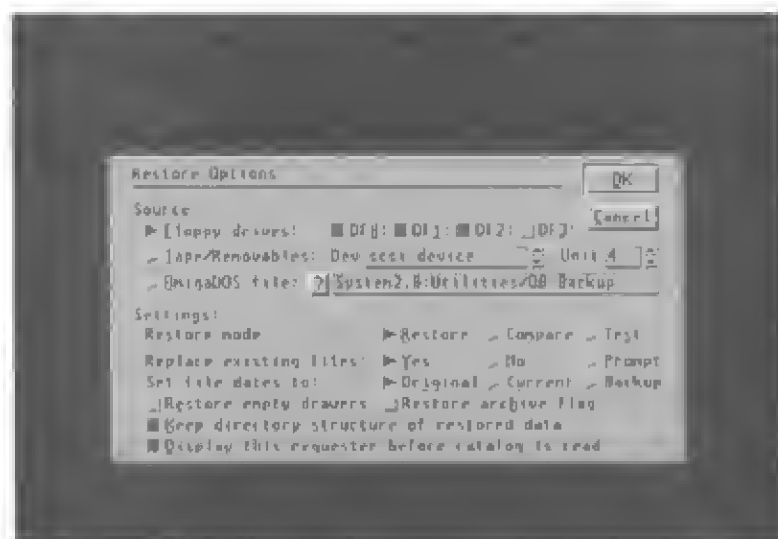 Restore Options
OK
Source
Floppy drives: DF0: DF1: DF2: DF3:
Cancel
Tape/Removables: Dev scsi device Unit 4
AmigaDOS file: ? System2.0:Utilities/QB Backup
Settings:
Restore mode Restore Compare Test
Replace existing files: Yes No Prompt
Set file dates to: Original Current Backup
Restore empty drawers Restore archive flag
Keep directory structure of restored data
Display this requester before catalog is read